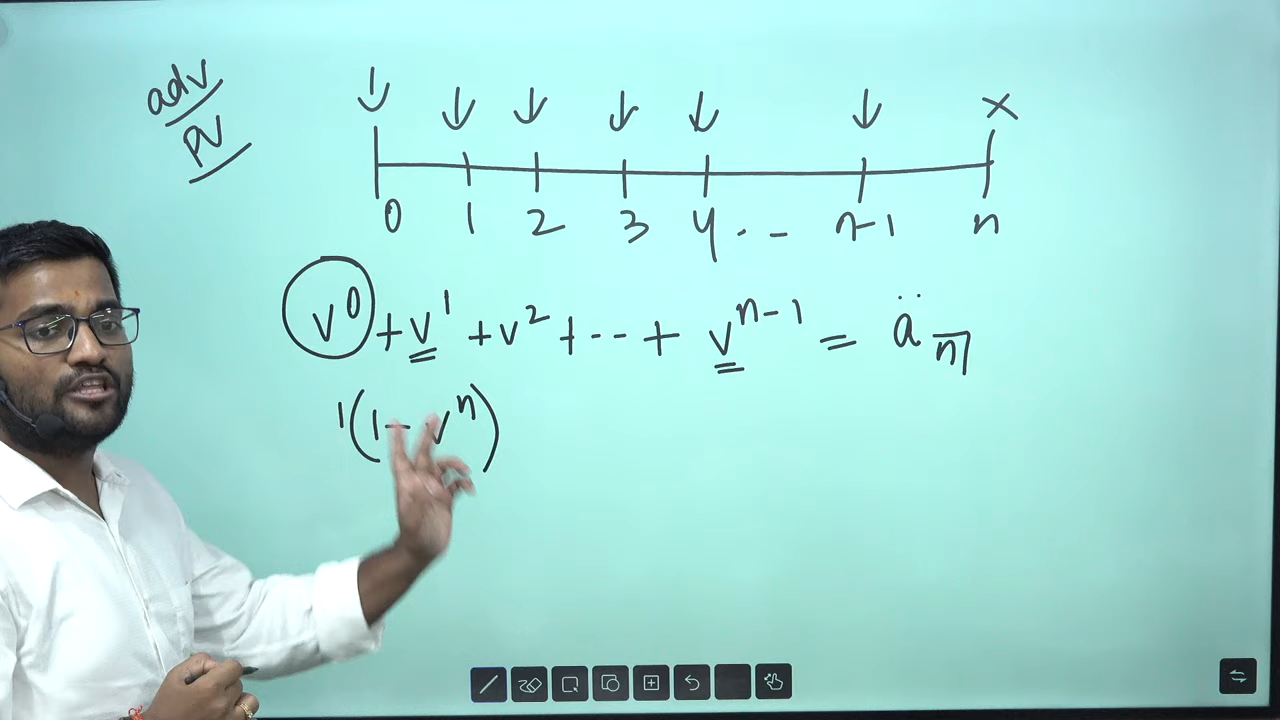 adv
PV
×
0 1 2 3 4 . - - n-1 n
v⁰ + v¹ + v² + -- + vⁿ⁻¹ = ä n̅|
1(1 - vⁿ)